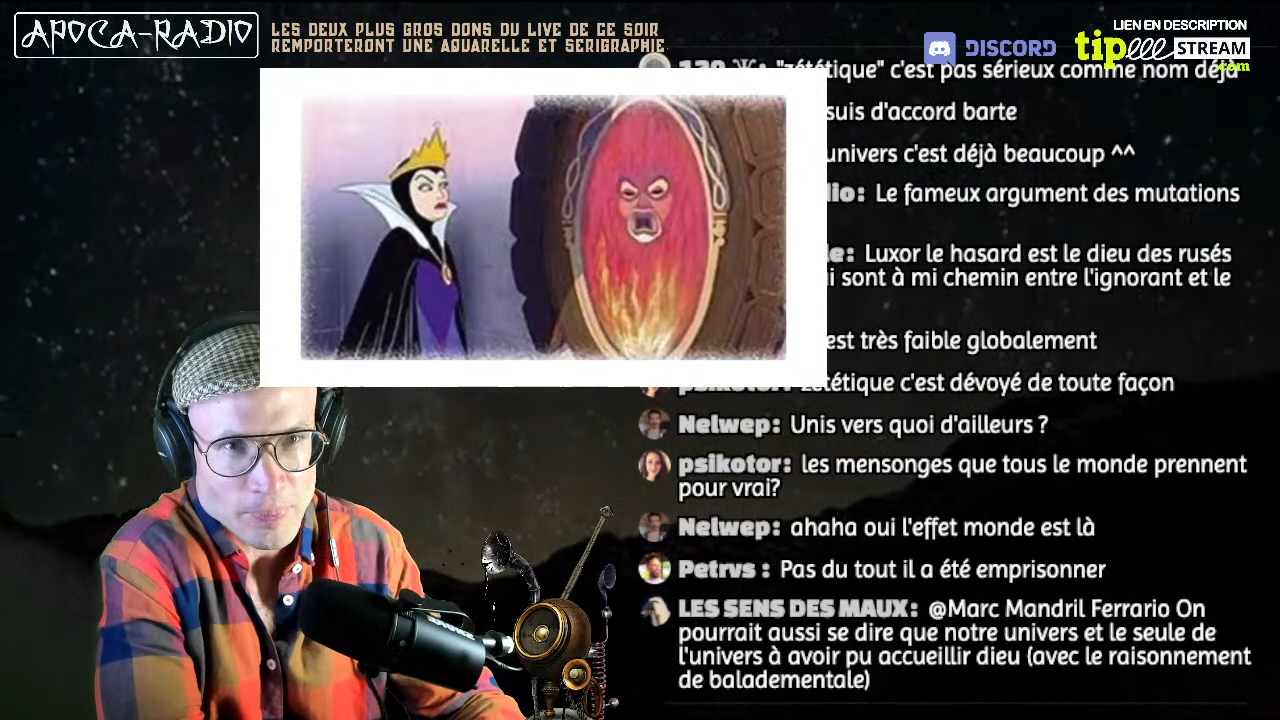 APOCA-RADIO
LES DEUX PLUS GROS DONS DU LIVE DE CE SOIR
REMPORTERONT UNE AQUARELLE ET SERIGRAPHIE
LIEN EN DESCRIPTION
DISCORD
tipeee STREAM
.com
"zététique" c'est pas sérieux comme nom déjà
suis d'accord barte
univers c'est déjà beaucoup ^^
dio: Le fameux argument des mutations
le: Luxor le hasard est le dieu des rusés
i sont à mi chemin entre l'ignorant et le
est très faible globalement
psikotor: zététique c'est dévoyé de toute façon
Nelwep: Unis vers quoi d'ailleurs ?
psikotor: les mensonges que tous le monde prennent
pour vrai?
Nelwep: ahaha oui l'effet monde est là
Petrvs : Pas du tout il a été emprisonner
LES SENS DES MAUX: @Marc Mandril Ferrario On
pourrait aussi se dire que notre univers et le seule de
l'univers à avoir pu accueillir dieu (avec le raisonnement
de baladementale)